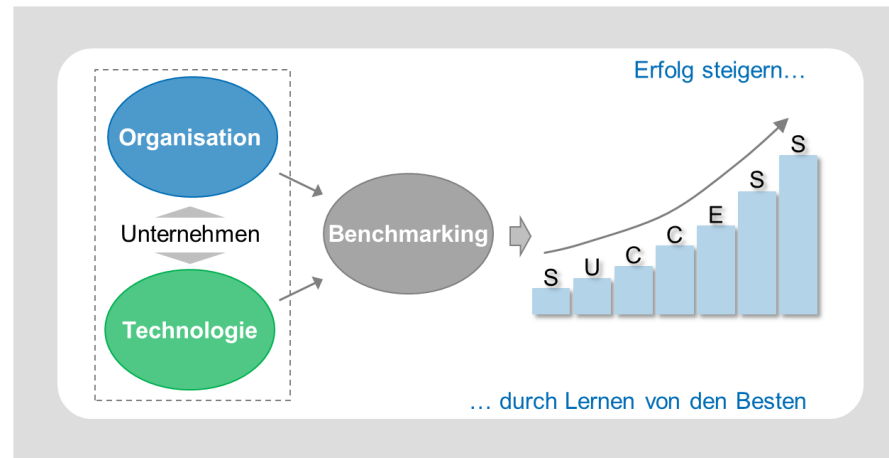 Erfolg steigern…
Organisation
Unternehmen
Technologie
Benchmarking
S U C C E S S
… durch Lernen von den Besten